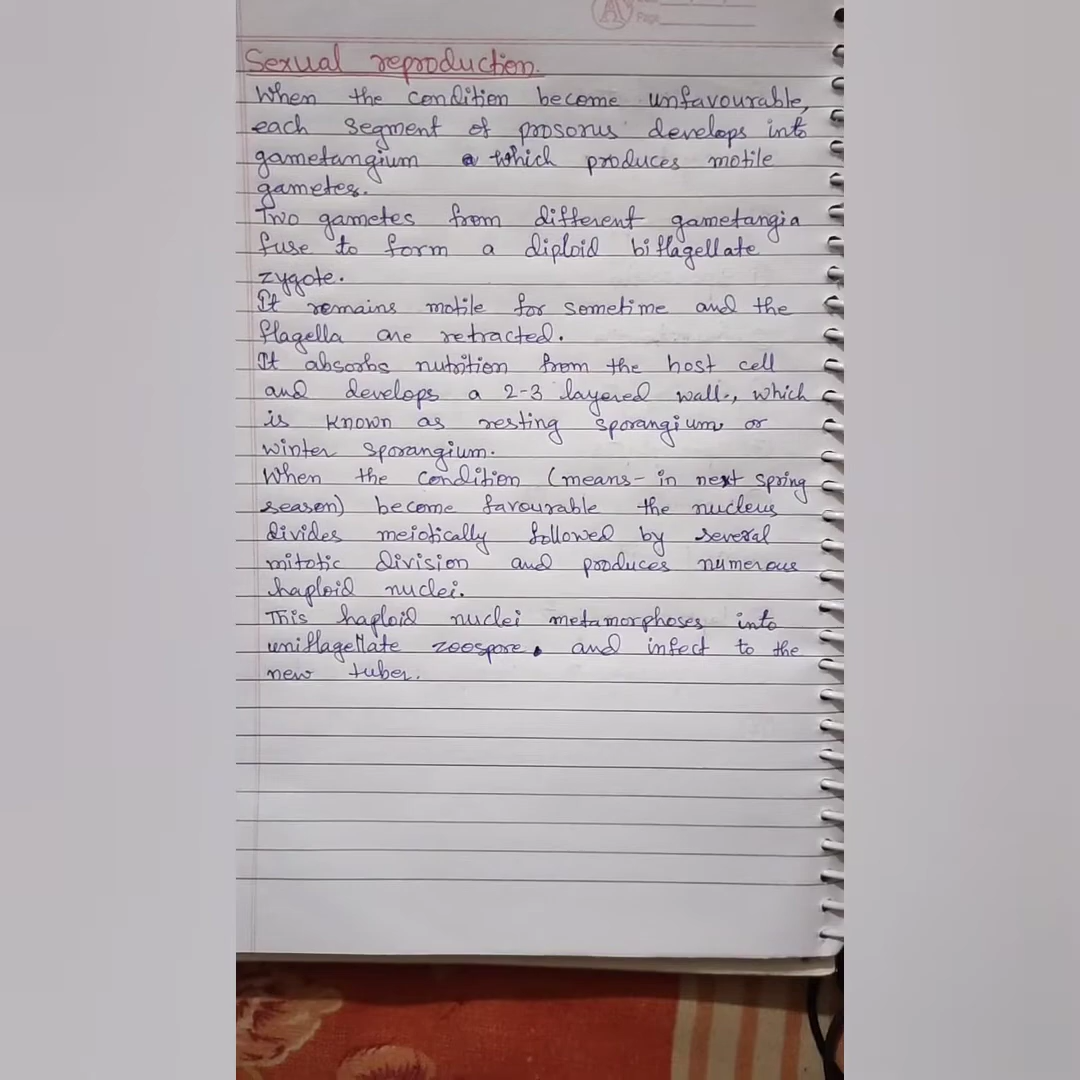 Page
Sexual reproduction.
When the condition become unfavourable,
each segment of prosorus develops into
gametangium which produces motile
gametes.
Two gametes from different gametangia
fuse to form a diploid biflagellate
zygote.
It remains motile for sometime and the
flagella are retracted.
It absorbs nutrition from the host cell
and develops a 2-3 layered wall, which
is known as resting sporangium or
winter sporangium.
When the condition (means- in next spring
season) become favourable the nucleus
divides meiotically followed by several
mitotic division and produces numerous
haploid nuclei.
This haploid nuclei metamorphoses into
uniflagellate zoospore. and infect to the
new tuber.